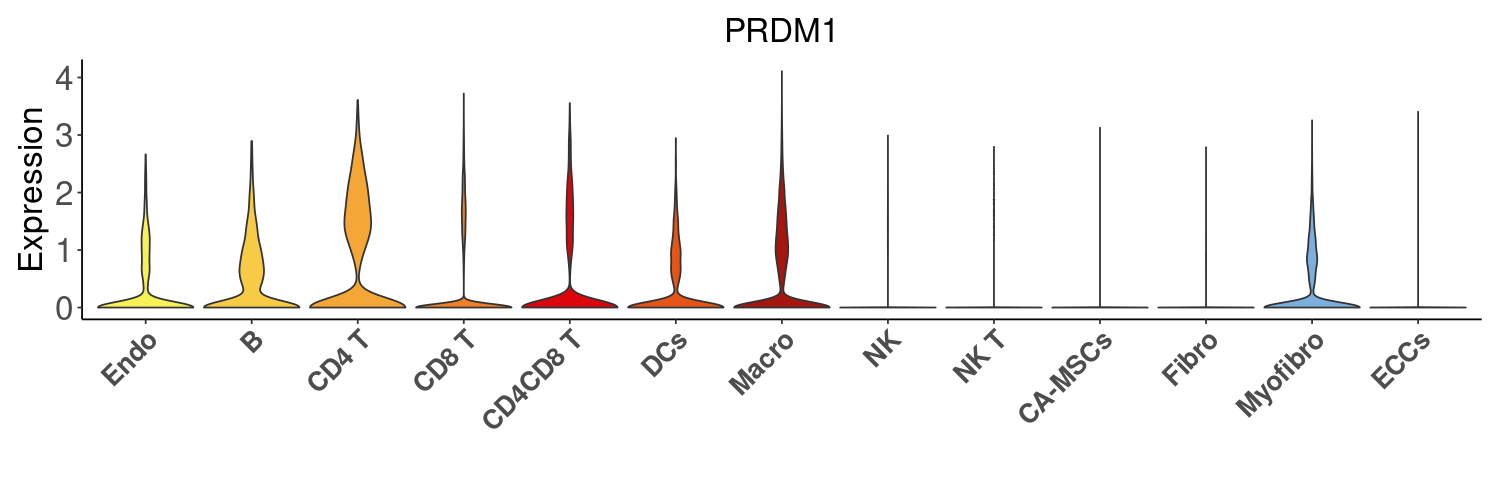 PRDM1
Expression
4
3
2
1
0
Endo
B
CD4 T
CD8 T
CD4CD8 T
DCs
Macro
NK
NK T
CA-MSCs
Fibro
Myofibro
ECCs